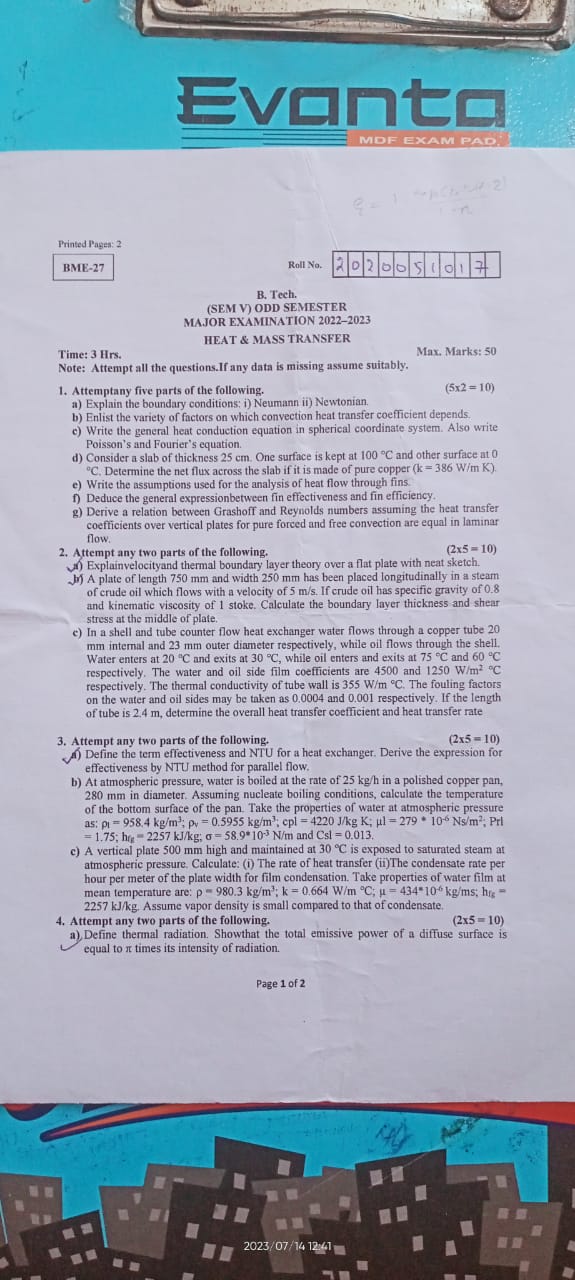 Evanta
MDF EXAM PAD.
Printed Pages: 2
BME-27
Roll No. 2020051017
B. Tech.
(SEM V) ODD SEMESTER
MAJOR EXAMINATION 2022–2023
HEAT & MASS TRANSFER
Time: 3 Hrs. Max. Marks: 50
Note: Attempt all the questions.If any data is missing assume suitably.
1. Attemptany five parts of the following. (5x2 = 10)
a) Explain the boundary conditions: i) Neumann ii) Newtonian.
b) Enlist the variety of factors on which convection heat transfer coefficient depends.
c) Write the general heat conduction equation in spherical coordinate system. Also write
Poisson's and Fourier's equation.
d) Consider a slab of thickness 25 cm. One surface is kept at 100 °C and other surface at 0
°C. Determine the net flux across the slab if it is made of pure copper (k = 386 W/m K).
e) Write the assumptions used for the analysis of heat flow through fins.
f) Deduce the general expressionbetween fin effectiveness and fin efficiency.
g) Derive a relation between Grashoff and Reynolds numbers assuming the heat transfer
coefficients over vertical plates for pure forced and free convection are equal in laminar
flow.
2. Attempt any two parts of the following. (2x5 = 10)
a) Explainvelocityand thermal boundary layer theory over a flat plate with neat sketch.
b) A plate of length 750 mm and width 250 mm has been placed longitudinally in a steam
of crude oil which flows with a velocity of 5 m/s. If crude oil has specific gravity of 0.8
and kinematic viscosity of 1 stoke. Calculate the boundary layer thickness and shear
stress at the middle of plate.
c) In a shell and tube counter flow heat exchanger water flows through a copper tube 20
mm internal and 23 mm outer diameter respectively, while oil flows through the shell.
Water enters at 20 °C and exits at 30 °C, while oil enters and exits at 75 °C and 60 °C
respectively. The water and oil side film coefficients are 4500 and 1250 W/m² °C
respectively. The thermal conductivity of tube wall is 355 W/m °C. The fouling factors
on the water and oil sides may be taken as 0.0004 and 0.001 respectively. If the length
of tube is 2.4 m, determine the overall heat transfer coefficient and heat transfer rate
3. Attempt any two parts of the following. (2x5 = 10)
a) Define the term effectiveness and NTU for a heat exchanger. Derive the expression for
effectiveness by NTU method for parallel flow.
b) At atmospheric pressure, water is boiled at the rate of 25 kg/h in a polished copper pan,
280 mm in diameter. Assuming nucleate boiling conditions, calculate the temperature
of the bottom surface of the pan. Take the properties of water at atmospheric pressure
as: ρl = 958.4 kg/m³; ρv = 0.5955 kg/m³; cpl = 4220 J/kg K; μl = 279 * 10-6 Ns/m²; Prl
= 1.75; hfg = 2257 kJ/kg; σ = 58.9*10-3 N/m and Csl = 0.013.
c) A vertical plate 500 mm high and maintained at 30 °C is exposed to saturated steam at
atmospheric pressure. Calculate: (i) The rate of heat transfer (ii)The condensate rate per
hour per meter of the plate width for film condensation. Take properties of water film at
mean temperature are: ρ = 980.3 kg/m³; k = 0.664 W/m °C; μ = 434*10-6 kg/ms; hfg =
2257 kJ/kg. Assume vapor density is small compared to that of condensate.
4. Attempt any two parts of the following. (2x5 = 10)
a) Define thermal radiation. Showthat the total emissive power of a diffuse surface is
equal to π times its intensity of radiation.
Page 1 of 2
2023/07/14 12:41